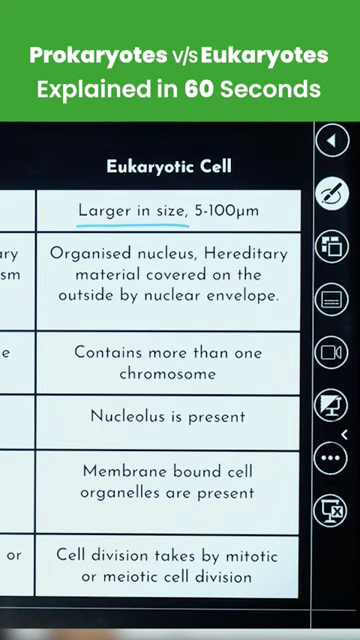 Prokaryotes v/s Eukaryotes
Explained in 60 Seconds
Eukaryotic Cell
Larger in size, 5-100µm
Organised nucleus, Hereditary
material covered on the
outside by nuclear envelope.
Contains more than one
chromosome
Nucleolus is present
Membrane bound cell
organelles are present
or
Cell division takes by mitotic
or meiotic cell division